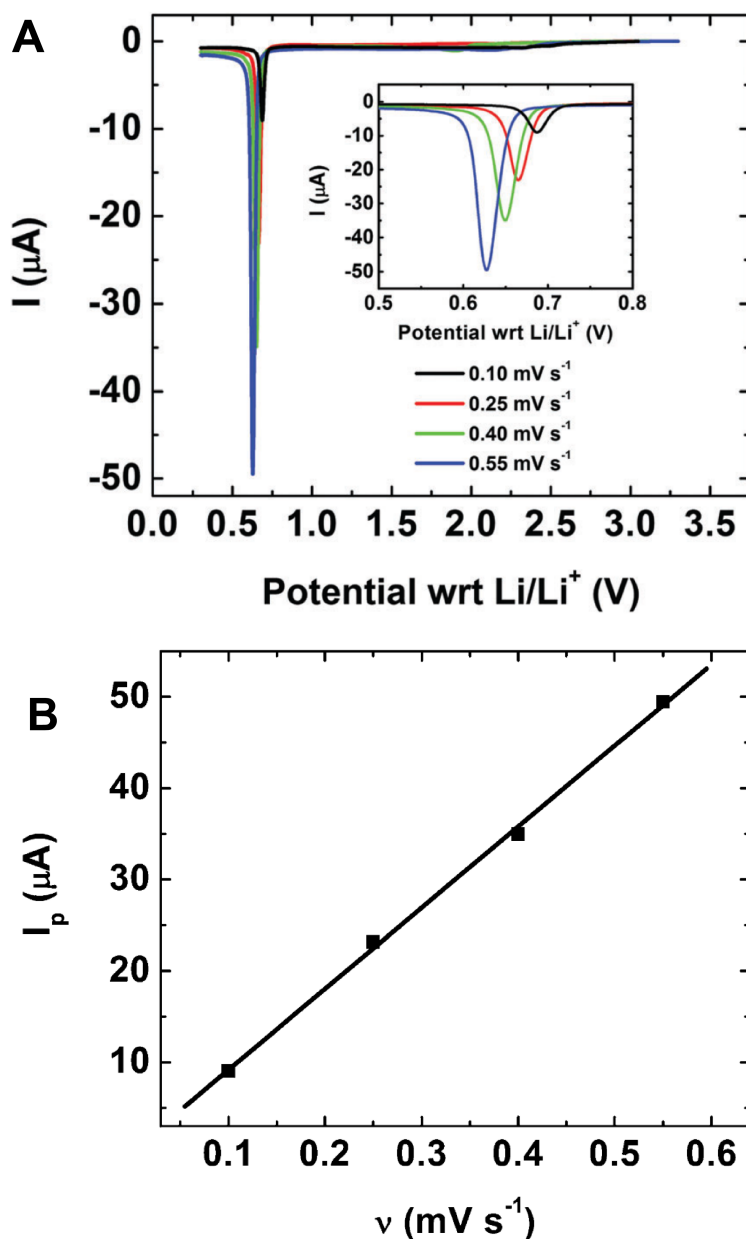 A
0
-10
-20
-30
-40
-50
I (μA)
0.0 0.5 1.0 1.5 2.0 2.5 3.0 3.5
Potential wrt Li/Li⁺ (V)
0
-10
-20
-30
-40
-50
I (μA)
0.5 0.6 0.7 0.8
Potential wrt Li/Li⁺ (V)
0.10 mV s⁻¹
0.25 mV s⁻¹
0.40 mV s⁻¹
0.55 mV s⁻¹
B
50
40
30
20
10
Iₚ (μA)
0.1 0.2 0.3 0.4 0.5 0.6
ν (mV s⁻¹)